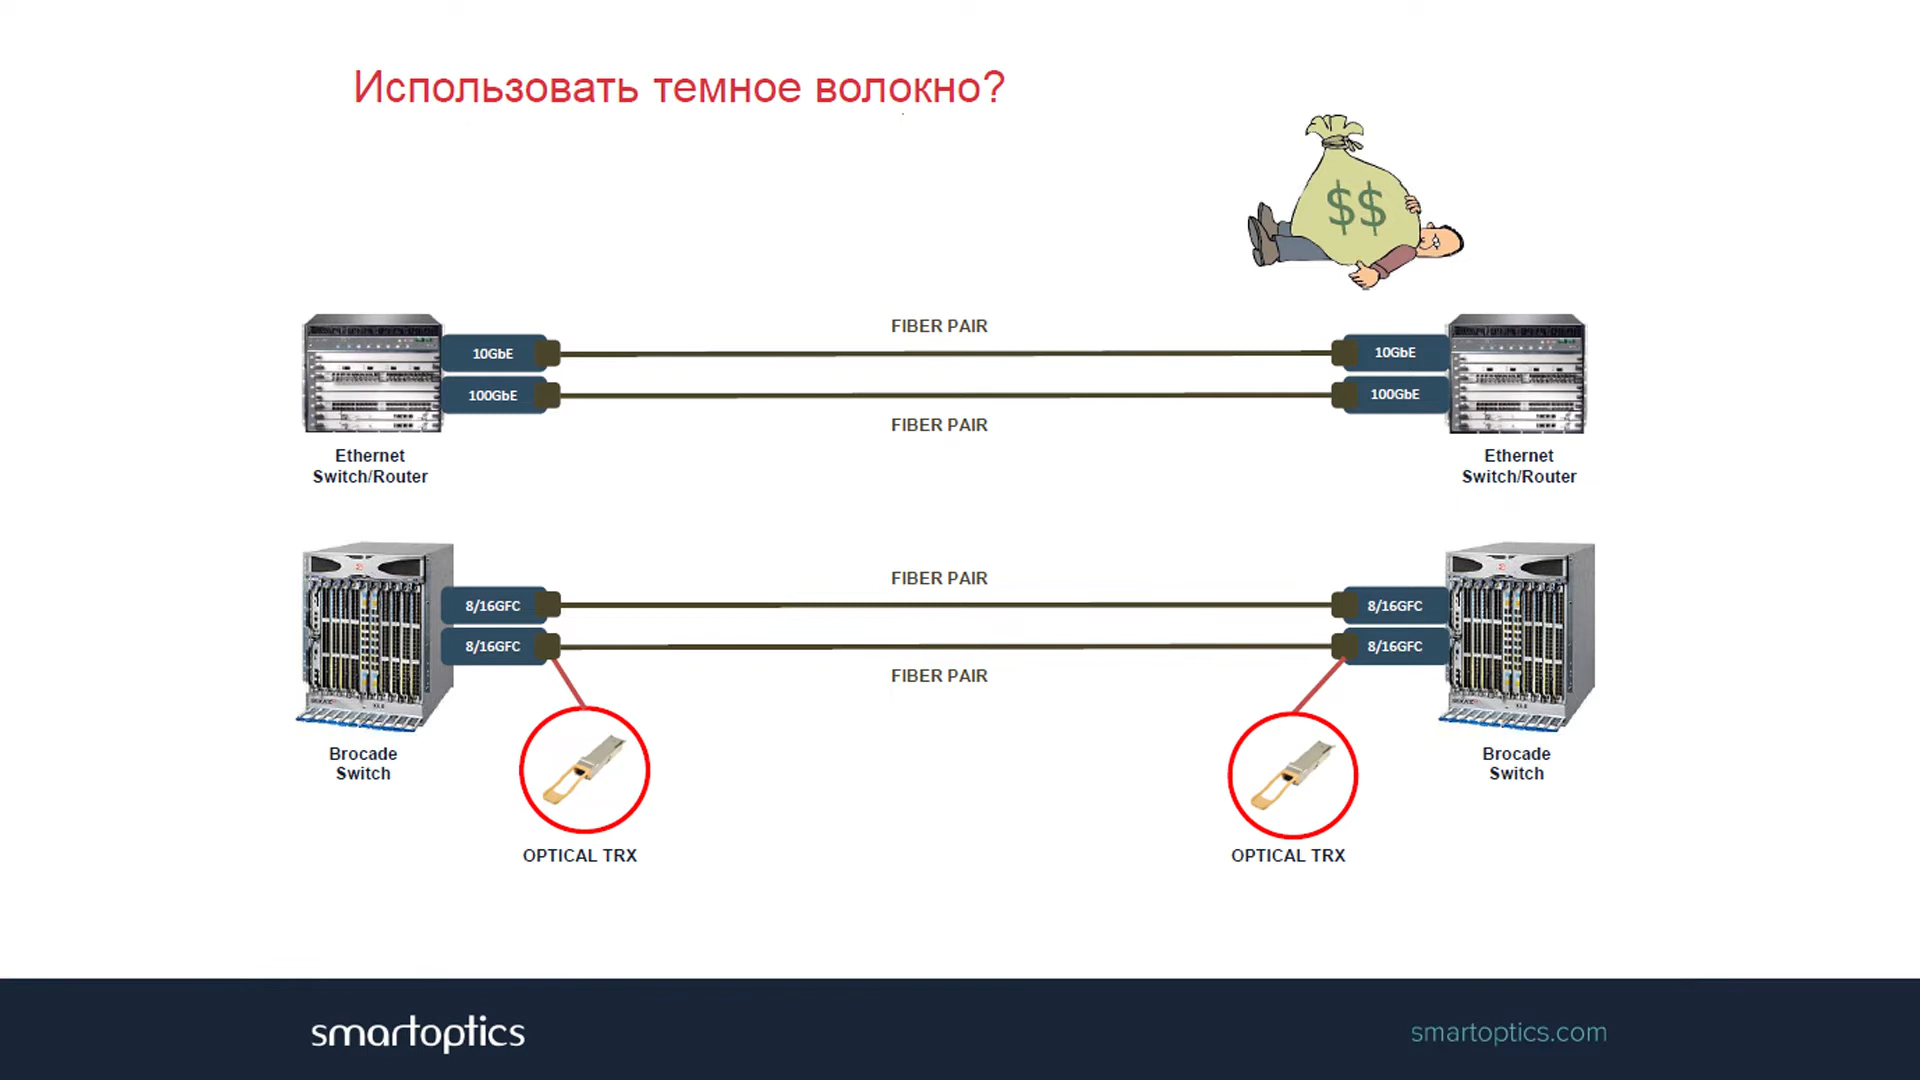 Использовать темное волокно?
$$
FIBER PAIR
10GbE
10GbE
100GbE
100GbE
FIBER PAIR
Ethernet
Switch/Router
Ethernet
Switch/Router
FIBER PAIR
8/16GFC
8/16GFC
8/16GFC
8/16GFC
FIBER PAIR
Brocade
Switch
Brocade
Switch
OPTICAL TRX
OPTICAL TRX
smartoptics
smartoptics.com